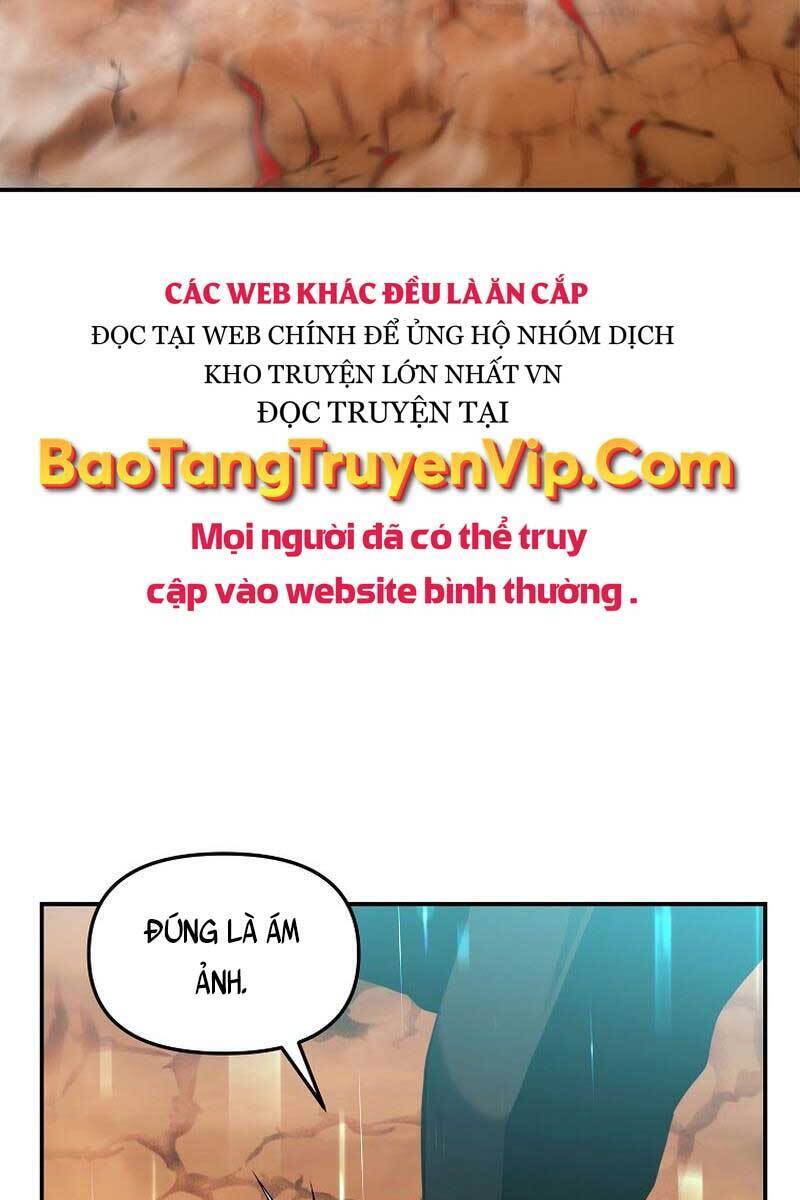 CÁC WEB KHÁC ĐỀU LÀ ĂN CẮP
ĐỌC TẠI WEB CHÍNH ĐỂ ỦNG HỘ NHÓM DỊCH
KHO TRUYỆN LỚN NHẤT VN
ĐỌC TRUYỆN TẠI
BaoTangTruyenVip.Com
Mọi người đã có thể truy
cập vào website bình thường .
ĐÚNG LÀ ÁM
ẢNH.